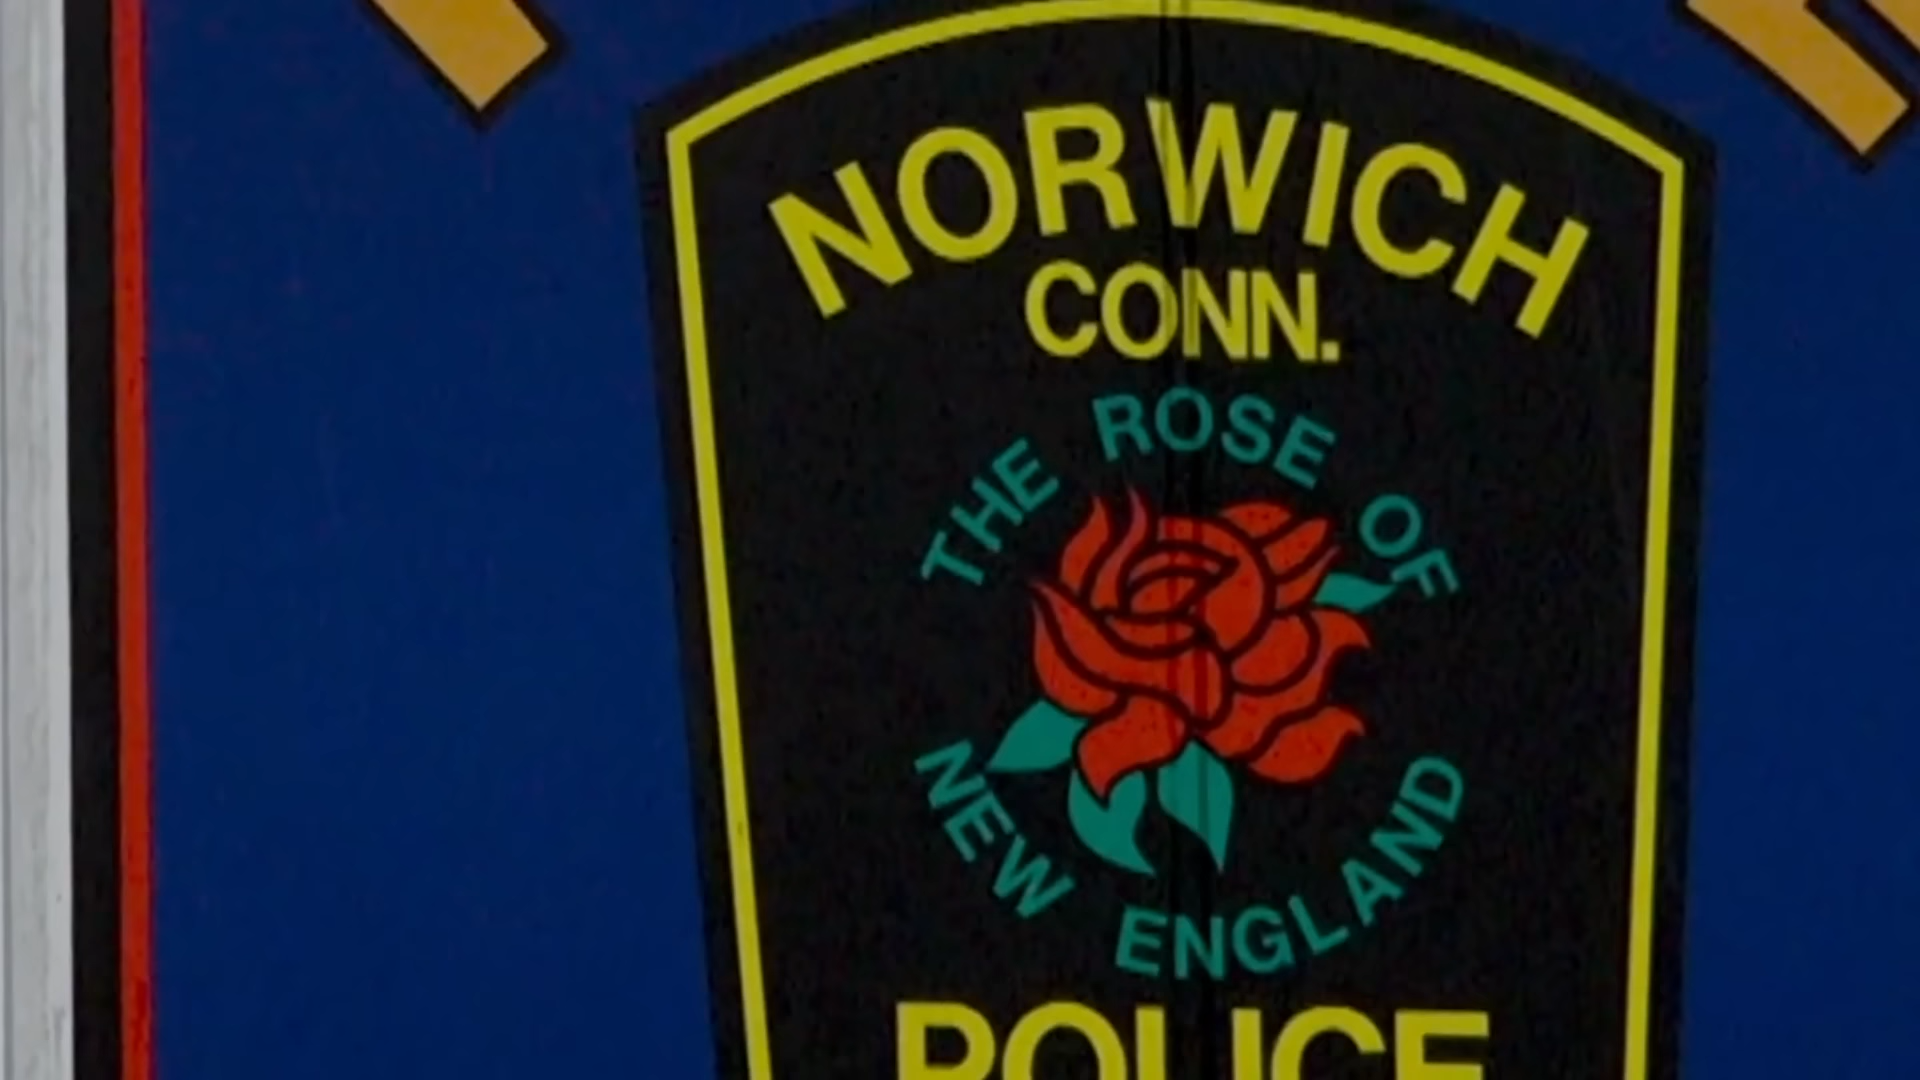 NORWICH
CONN.
THE ROSE OF
NEW ENGLAND
POLICE